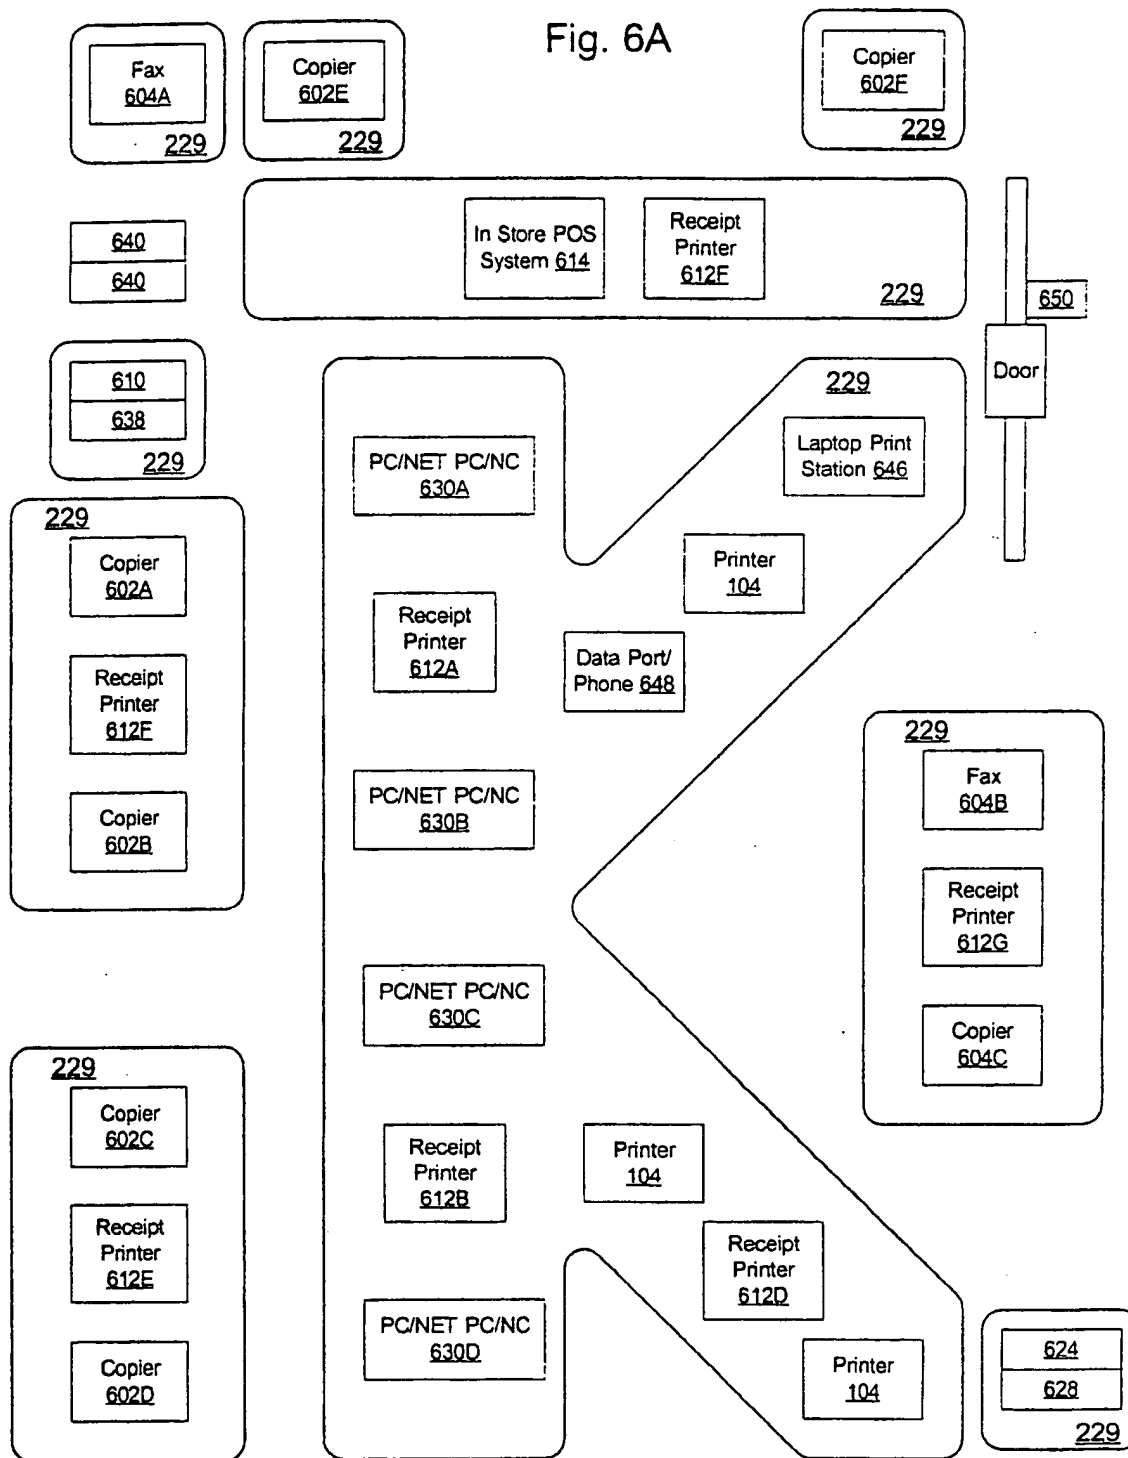 Fig. 6A
Fax
604A
229
Copier
602E
229
Copier
602F
229
640
640
In Store POS
System 614
Receipt
Printer
612F
229
650
Door
610
638
229
229
Copier
602A
Receipt
Printer
612F
Copier
602B
229
Copier
602C
Receipt
Printer
612E
Copier
602D
PC/NET PC/NC
630A
Receipt
Printer
612A
PC/NET PC/NC
630B
PC/NET PC/NC
630C
Receipt
Printer
612B
PC/NET PC/NC
630D
229
Laptop Print
Station 646
Printer
104
Data Port/
Phone 648
Printer
104
Receipt
Printer
612D
Printer
104
229
Fax
604B
Receipt
Printer
612G
Copier
604C
624
628
229